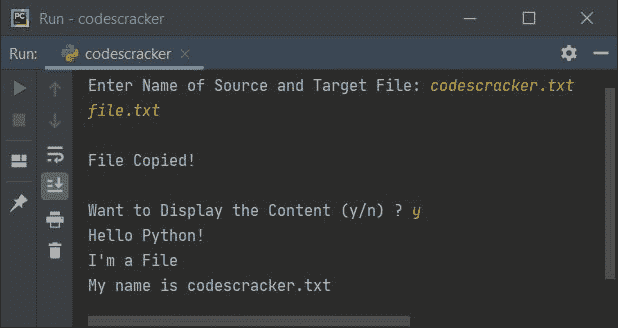 PC
Run - codescracker
Run:
codescracker
Enter Name of Source and Target File: codescracker.txt
file.txt
File Copied!
Want to Display the Content (y/n) ? y
Hello Python!
I'm a File
My name is codescracker.txt